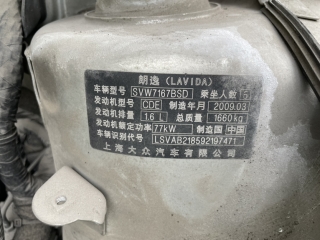 朗逸 (LAVIDA)
车辆型号 SVW7167BSD 乘坐人数 5
发动机型号 CDE 制造年月 2009.03
发动机排量 1.6 L 总质量 1660kg
发动机额定功率 77kW 制造国 中国
车辆识别代号 LSVAB218592197471
上海大众汽车有限公司